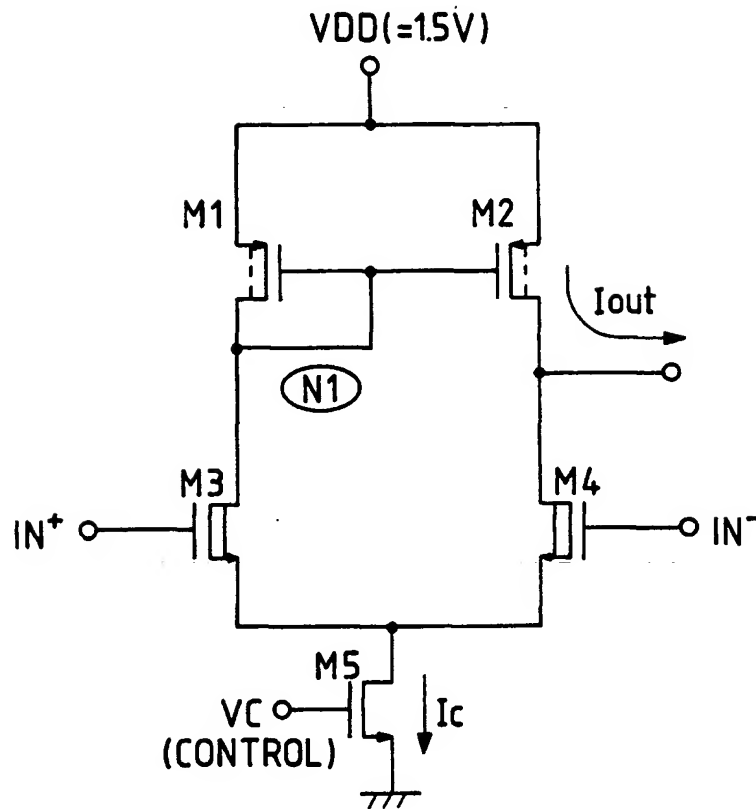 VDD(=1.5V)
M1
M2
Iout
N1
M3
M4
IN+
IN-
M5
VC
(CONTROL)
Ic